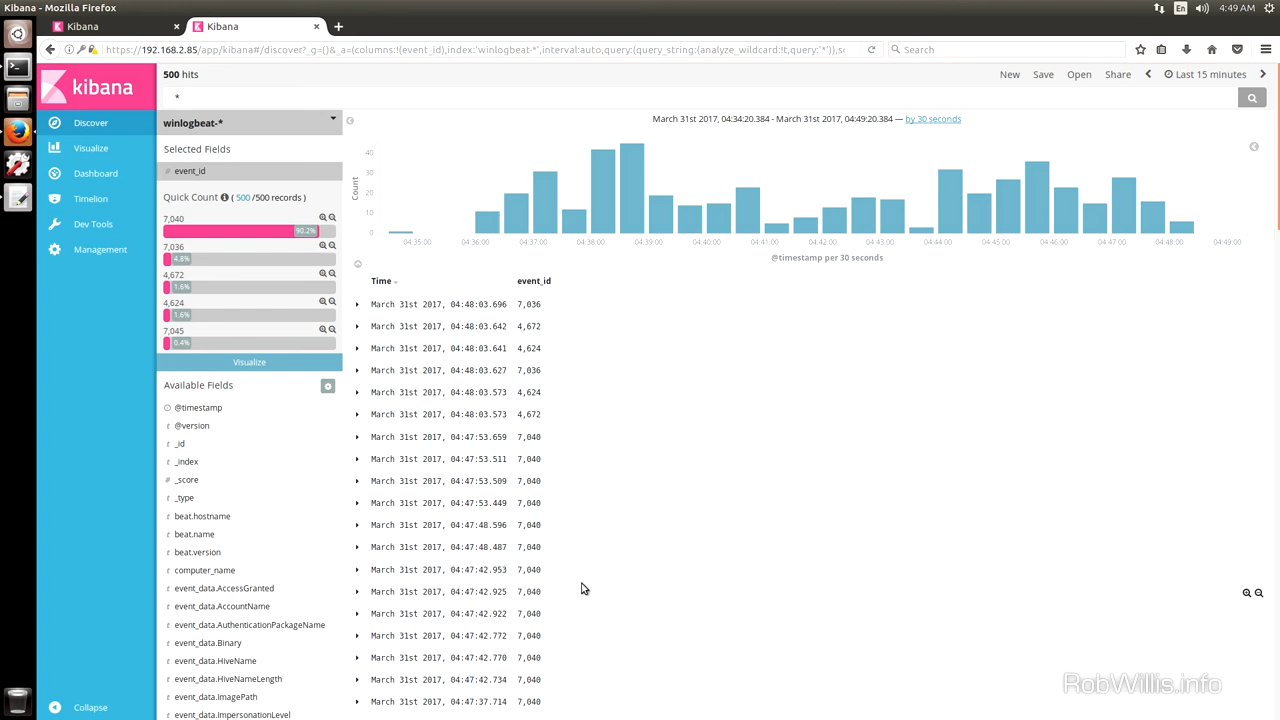 Kibana - Mozilla Firefox
En
4:49 AM
Kibana
Kibana
https://192.168.2.85/app/kibana#/discover?_g=()&_a=(columns:!(event_id),index:'winlogbeat-*',interval:auto,query:(query_string:(analyze_wildcard:!t,query:'*')),so
Search
kibana
Discover
Visualize
Dashboard
Timelion
Dev Tools
Management
Collapse
500 hits
New
Save
Open
Share
Last 15 minutes
*
winlogbeat-*
Selected Fields
# event_id
Quick Count ( 500 /500 records )
7,040
90.2%
7,036
4.8%
4,672
1.6%
4,624
1.6%
7,045
0.4%
Visualize
Available Fields
@timestamp
t @version
t _id
t _index
# _score
t _type
t beat.hostname
t beat.name
t beat.version
t computer_name
t event_data.AccessGranted
t event_data.AccountName
t event_data.AuthenticationPackageName
t event_data.Binary
t event_data.HiveName
t event_data.HiveNameLength
t event_data.ImagePath
t event_data.ImpersonationLevel
March 31st 2017, 04:34:20.384 - March 31st 2017, 04:49:20.384 — by 30 seconds
Count
40
30
20
10
0
04:35:00 04:36:00 04:37:00 04:38:00 04:39:00 04:40:00 04:41:00 04:42:00 04:43:00 04:44:00 04:45:00 04:46:00 04:47:00 04:48:00 04:49:00
@timestamp per 30 seconds
Time event_id
March 31st 2017, 04:48:03.696 7,036
March 31st 2017, 04:48:03.642 4,672
March 31st 2017, 04:48:03.641 4,624
March 31st 2017, 04:48:03.627 7,036
March 31st 2017, 04:48:03.573 4,624
March 31st 2017, 04:48:03.573 4,672
March 31st 2017, 04:47:53.659 7,040
March 31st 2017, 04:47:53.511 7,040
March 31st 2017, 04:47:53.509 7,040
March 31st 2017, 04:47:53.449 7,040
March 31st 2017, 04:47:48.596 7,040
March 31st 2017, 04:47:48.487 7,040
March 31st 2017, 04:47:42.953 7,040
March 31st 2017, 04:47:42.925 7,040
March 31st 2017, 04:47:42.922 7,040
March 31st 2017, 04:47:42.772 7,040
March 31st 2017, 04:47:42.770 7,040
March 31st 2017, 04:47:42.734 7,040
March 31st 2017, 04:47:37.714 7,040
RobWillis.info